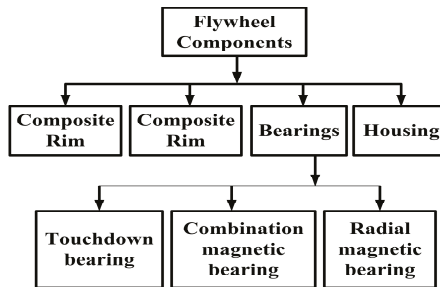 Flywheel
Components
Composite
Rim
Composite
Rim
Bearings
Housing
Touchdown
bearing
Combination
magnetic
bearing
Radial
magnetic
bearing